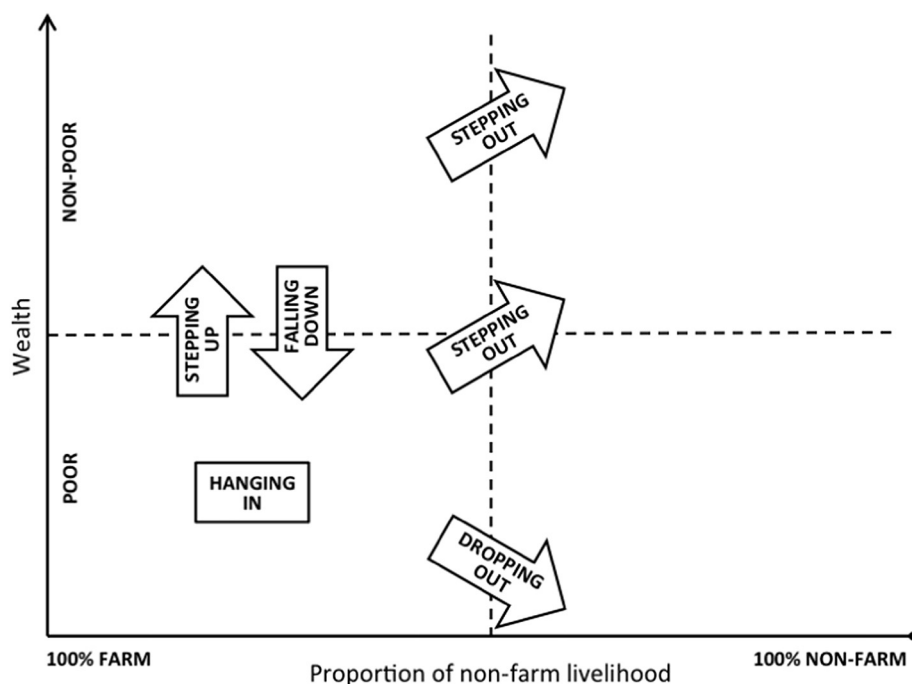 STEPPING
OUT
NON-POOR
STEPPING
UP
FALLING
DOWN
STEPPING
OUT
Wealth
POOR
HANGING
IN
DROPPING
OUT
100% FARM
Proportion of non-farm livelihood
100% NON-FARM